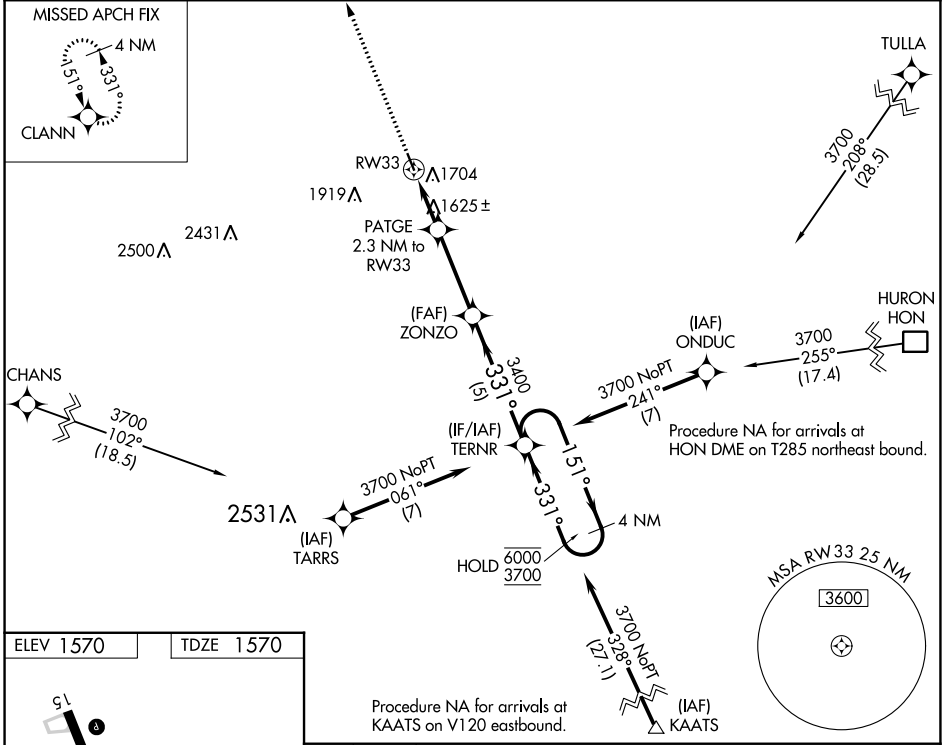 MISSED APCH FIX
4 NM
151°
331°
CLANN
TULLA
3700
208°
(28.5)
RW33
1704
1919
1625 ±
PATGE
2.3 NM to
RW33
2431
2500
(FAF)
ZONZO
HURON
HON
(IAF)
ONDUC
3700
255°
(17.4)
3400
331°
(5)
3700 NoPT
241°
(7)
CHANS
3700
102°
(18.5)
(IF/IAF)
TERNR
Procedure NA for arrivals at
HON DME on T285 northeast bound.
151°
331°
3700 NoPT
061°
(7)
2531
(IAF)
TARRS
4 NM
HOLD 6000
3700
MSA RW33 25 NM
3600
3700 NoPT
328°
(27.1)
(IAF)
KAATS
Procedure NA for arrivals at
KAATS on V120 eastbound.
ELEV 1570
TDZE 1570
15
P